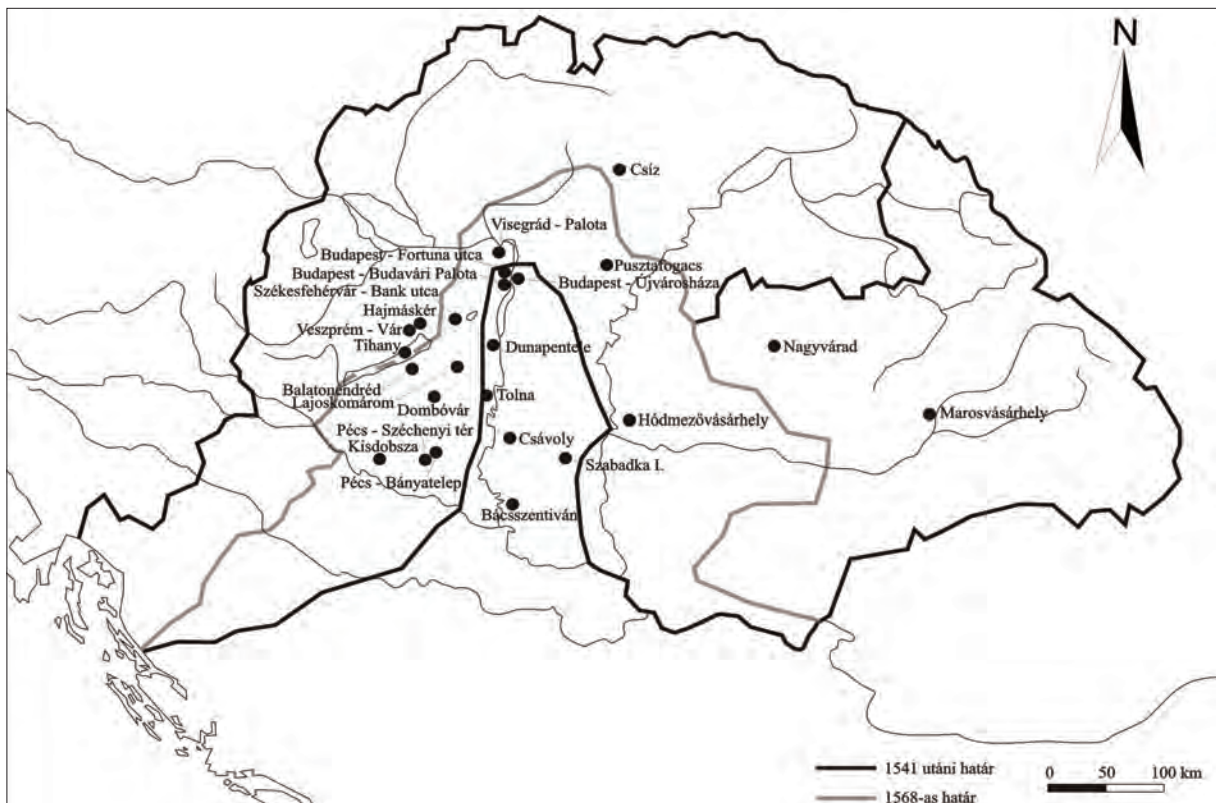 N
Csíz
Visegrád - Palota
Budapest - Fortuna utca
Budapest - Budavári Palota
Pusztafogacs
Székesfehérvár - Bank utca
Budapest - Újvárosháza
Hajmáskér
Veszprém - Vár
Tihany
Dunapentele
Nagyvárad
Balatonendréd
Lajoskomárom
Tolna
Dombóvár
Marosvásárhely
Hódmezővásárhely
Pécs - Széchenyi tér
Csávoly
Kisdobsza
Szabadka I.
Pécs - Bányatelep
Bácsszentiván
1541 utáni határ
0 50 100 km
1568-as határ